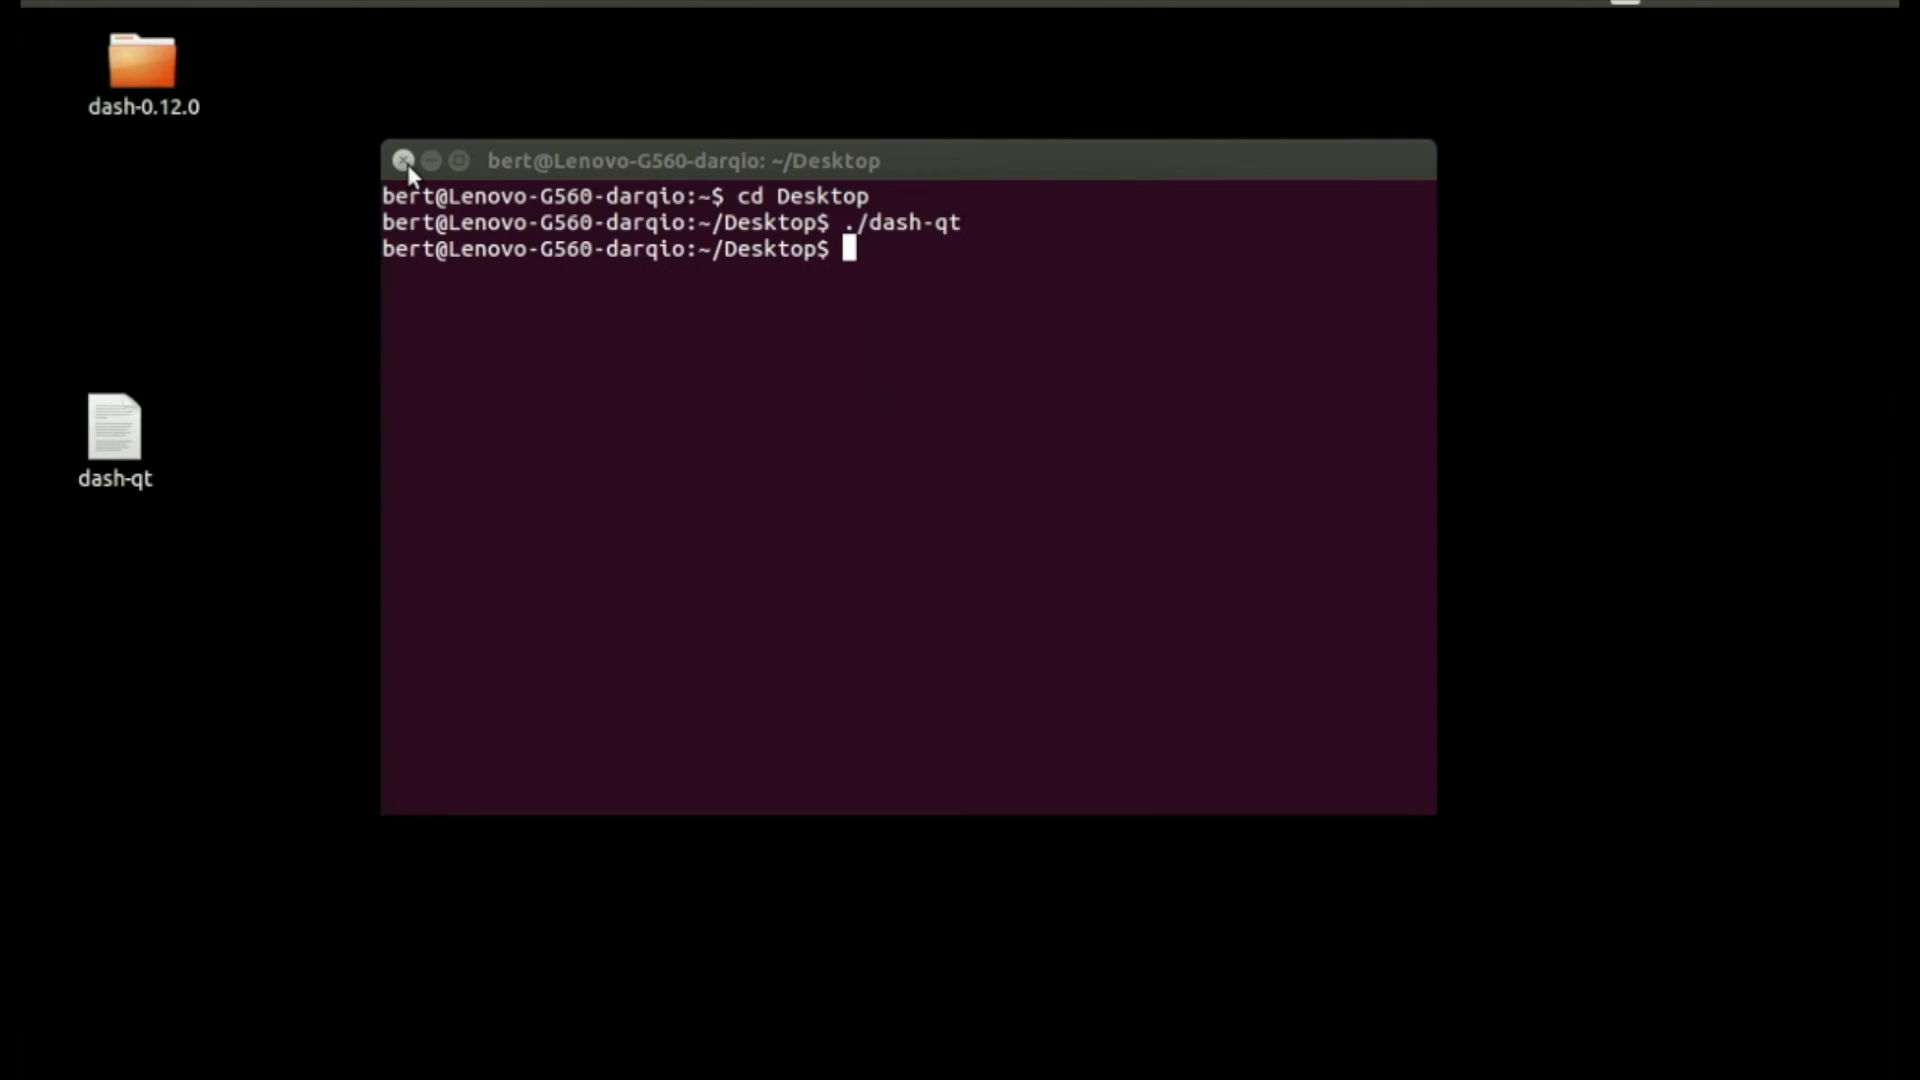 dash-0.12.0
bert@Lenovo-G560-darqio: ~/Desktop
bert@Lenovo-G560-darqio:~$ cd Desktop
bert@Lenovo-G560-darqio:~/Desktop$ ./dash-qt
bert@Lenovo-G560-darqio:~/Desktop$
dash-qt